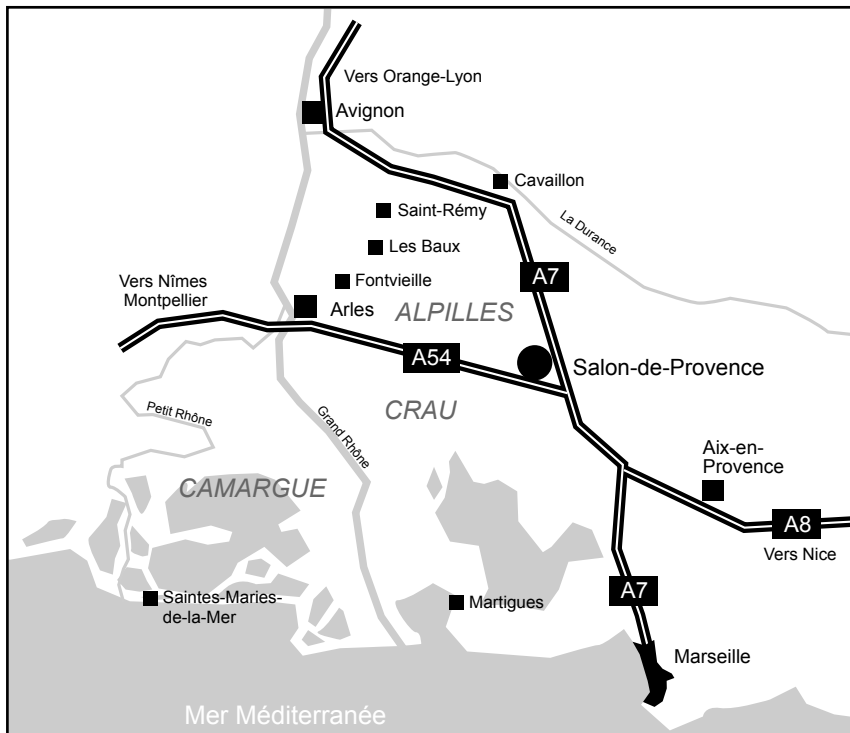 Vers Orange-Lyon
Avignon
Cavaillon
Saint-Rémy
La Durance
Les Baux
A7
Vers Nîmes
Montpellier
Fontvieille
Arles
ALPILLES
A54
Salon-de-Provence
Petit Rhône
Grand Rhône
CRAU
Aix-en-
Provence
CAMARGUE
A8
Vers Nice
A7
Saintes-Maries-
de-la-Mer
Martigues
Marseille
Mer Méditerranée